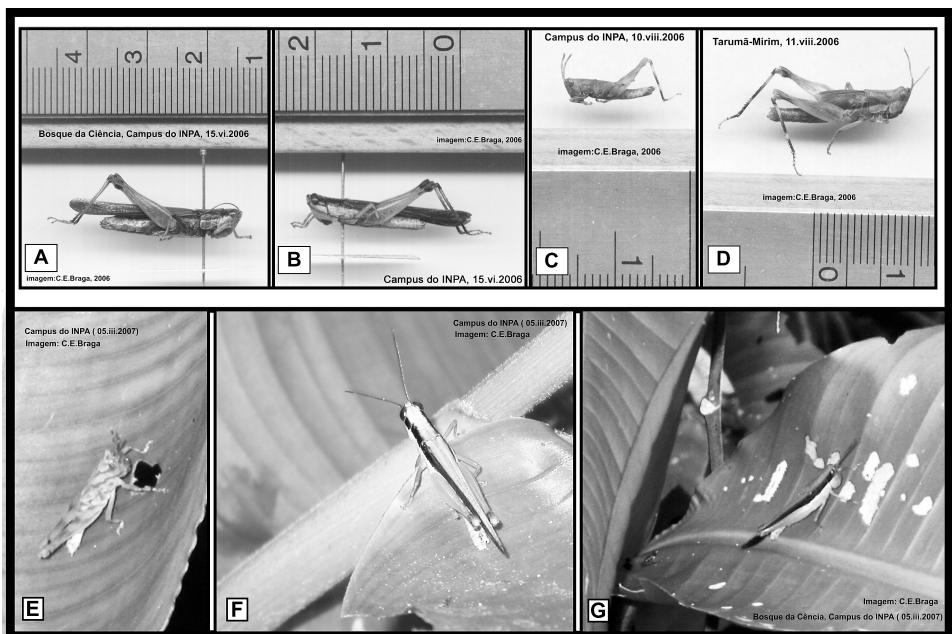 4 3 2 1
Bosque da Ciência, Campus do INPA, 15.vi.2006
A
imagem:C.E.Braga, 2006
2 1 0
imagem:C.E.Braga, 2006
B
Campus do INPA, 15.vi.2006
Campus do INPA, 10.viii.2006
imagem:C.E.Braga, 2006
C
1
Tarumã-Mirim, 11.viii.2006
imagem:C.E.Braga, 2006
D
0 1
Campus do INPA ( 05.iii.2007)
Imagem: C.E.Braga
E
Campus do INPA (05.iii.2007)
Imagem: C.E.Braga
F
G
Imagem: C.E.Braga
Bosque da Cência, Campus do INPA ( 05.iii.2007)